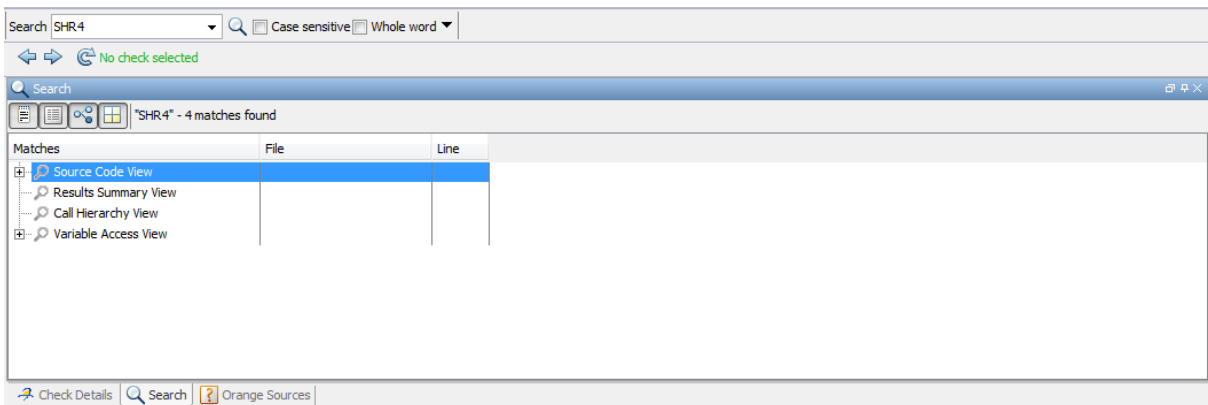 Search SHR4 Case sensitive Whole word
No check selected
Search
"SHR4" - 4 matches found
Matches File Line
Source Code View
Results Summary View
Call Hierarchy View
Variable Access View
Check Details Search ? Orange Sources